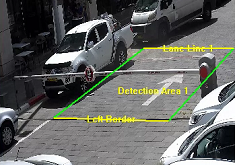 Lane Line 1
Detection Area 1
Left Border